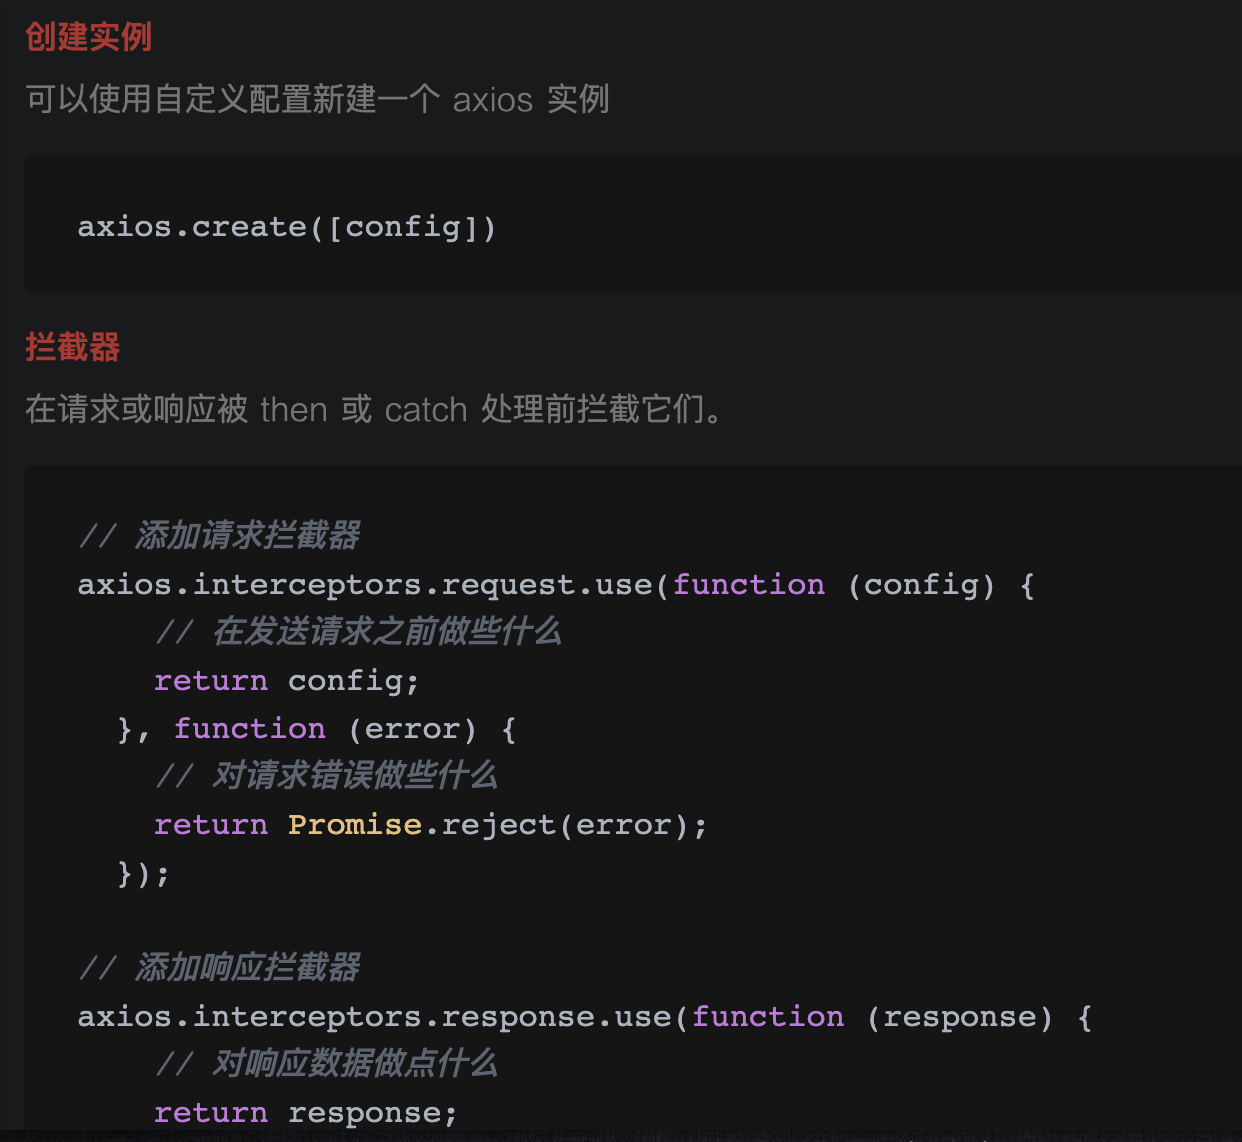 创建实例
可以使用自定义配置新建一个 axios 实例
axios.create([config])
拦截器
在请求或响应被 then 或 catch 处理前拦截它们。
// 添加请求拦截器
axios.interceptors.request.use(function (config) {
    // 在发送请求之前做些什么
    return config;
  }, function (error) {
    // 对请求错误做些什么
    return Promise.reject(error);
  });
// 添加响应拦截器
axios.interceptors.response.use(function (response) {
    // 对响应数据做点什么
    return response;